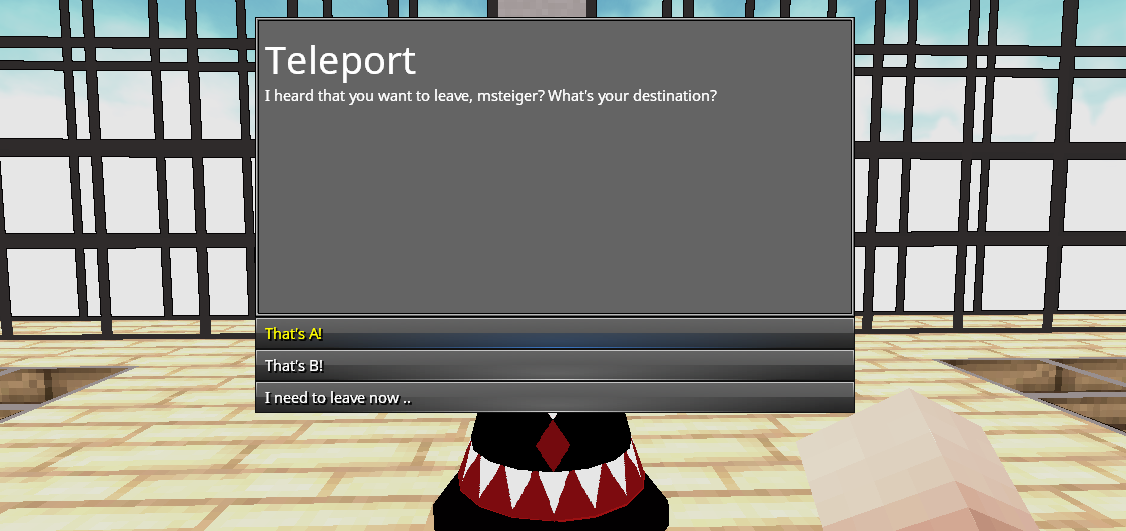 Teleport
I heard that you want to leave, msteiger? What's your destination?
That's A!
That's B!
I need to leave now ..